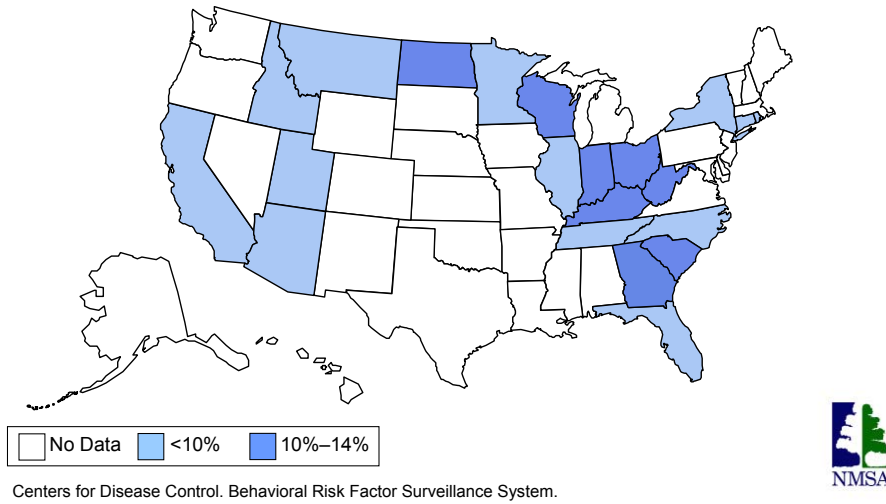 No Data <10% 10%–14%
NMSA
Centers for Disease Control. Behavioral Risk Factor Surveillance System.